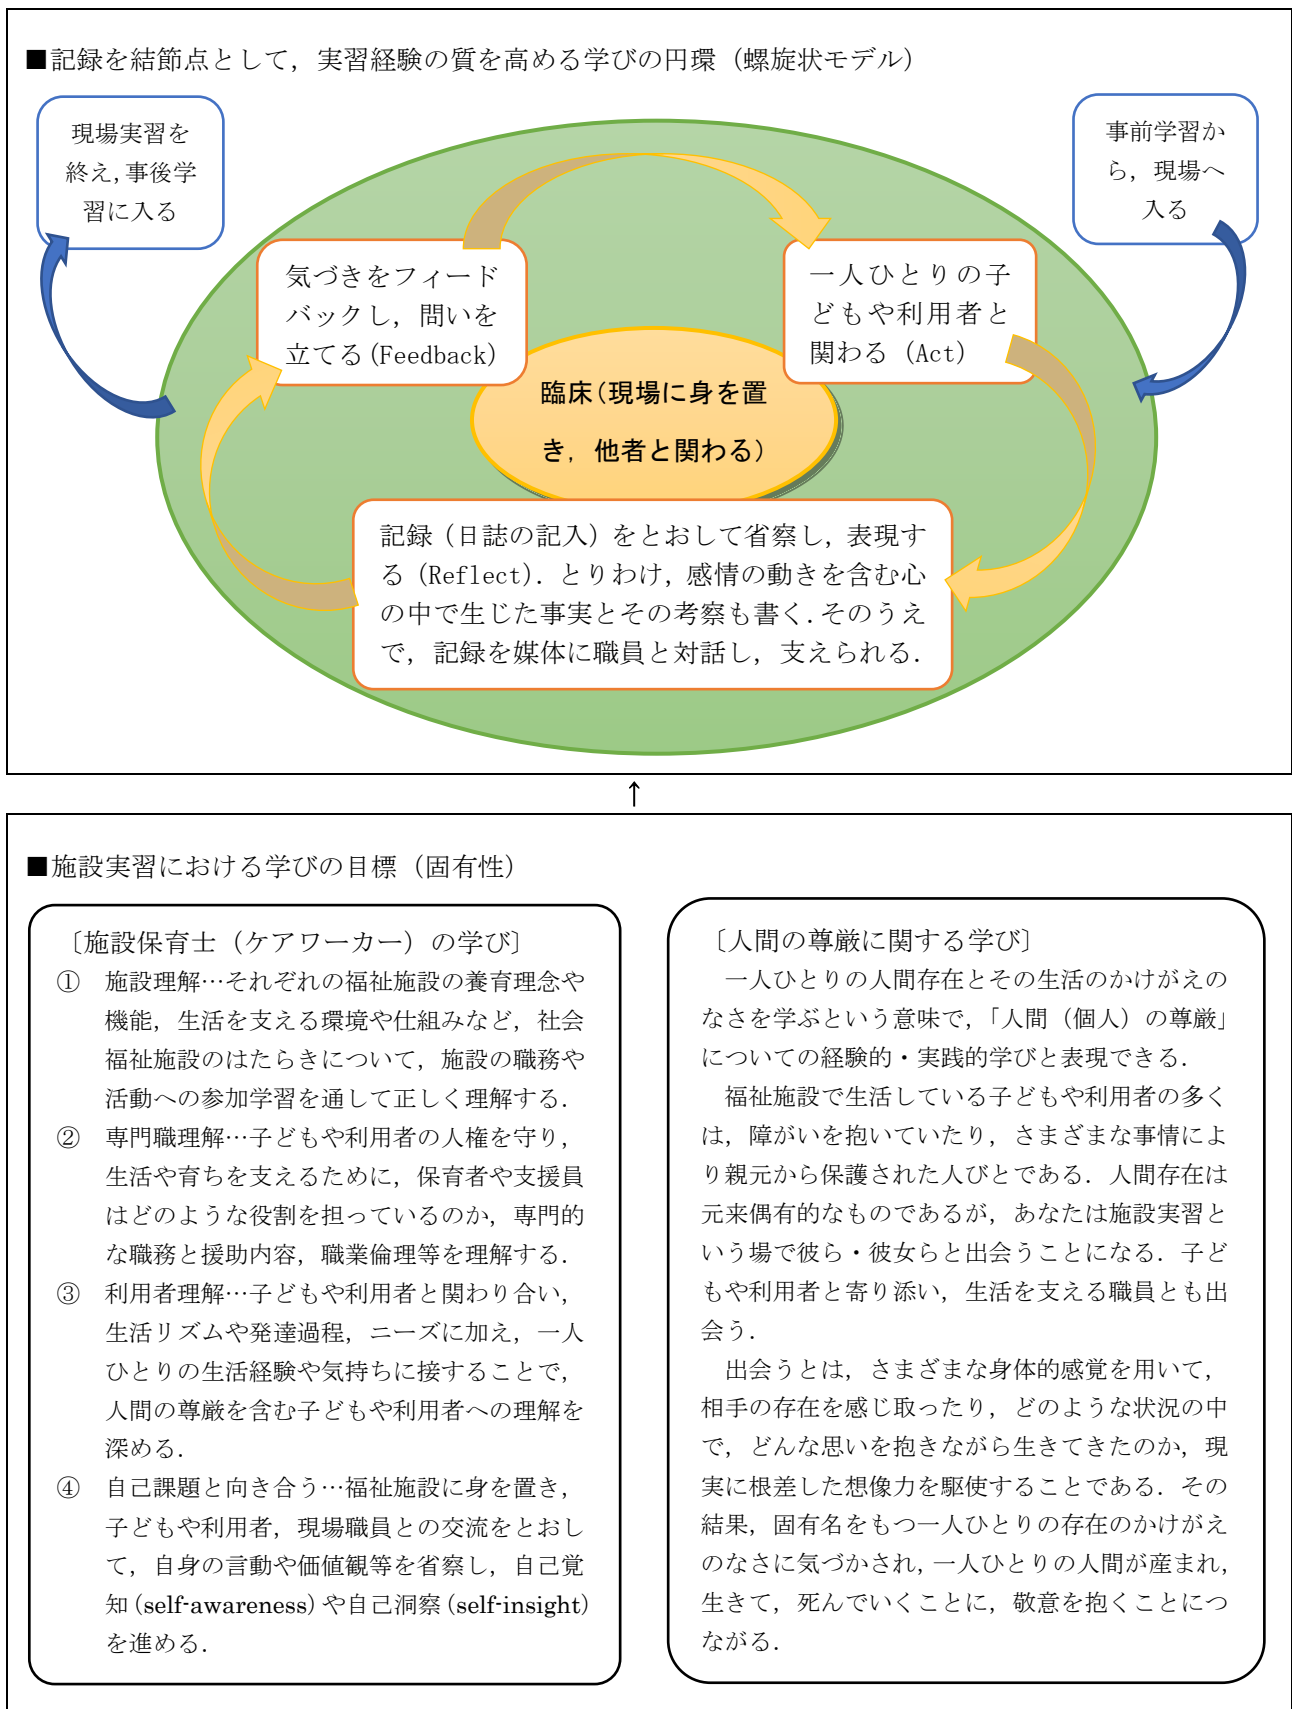 ■記録を結節点として，実習経験の質を高める学びの円環（螺旋状モデル）
現場実習を
終え，事後学
習に入る
事前学習か
ら，現場へ
入る
気づきをフィード
バックし，問いを
立てる(Feedback)
一人ひとりの子
どもや利用者と
関わる（Act）
臨床（現場に身を置
き，他者と関わる）
記録（日誌の記入）をとおして省察し，表現す
る（Reflect）．とりわけ，感情の動きを含む心
の中で生じた事実とその考察も書く．そのうえ
で，記録を媒体に職員と対話し，支えられる．
↑
■施設実習における学びの目標（固有性）
〔施設保育士（ケアワーカー）の学び〕
① 施設理解…それぞれの福祉施設の養育理念や
機能，生活を支える環境や仕組みなど，社会
福祉施設のはたらきについて，施設の職務や
活動への参加学習を通して正しく理解する．
② 専門職理解…子どもや利用者の人権を守り，
生活や育ちを支えるために，保育者や支援員
はどのような役割を担っているのか，専門的
な職務と援助内容，職業倫理等を理解する．
③ 利用者理解…子どもや利用者と関わり合い，
生活リズムや発達過程，ニーズに加え，一人
ひとりの生活経験や気持ちに接することで，
人間の尊厳を含む子どもや利用者への理解を
深める．
④ 自己課題と向き合う…福祉施設に身を置き，
子どもや利用者，現場職員との交流をとおし
て，自身の言動や価値観等を省察し，自己覚
知(self-awareness)や自己洞察(self-insight)
を進める．
〔人間の尊厳に関する学び〕
一人ひとりの人間存在とその生活のかけがえの
なさを学ぶという意味で，「人間（個人）の尊厳」
についての経験的・実践的学びと表現できる．
福祉施設で生活している子どもや利用者の多く
は，障がいを抱いていたり，さまざまな事情によ
り親元から保護された人びとである．人間存在は
元来偶有的なものであるが，あなたは施設実習と
いう場で彼ら・彼女らと出会うことになる．子ど
もや利用者と寄り添い，生活を支える職員とも出
会う．
出会うとは，さまざまな身体的感覚を用いて，
相手の存在を感じ取ったり，どのような状況の中
で，どんな思いを抱きながら生きてきたのか，現
実に根差した想像力を駆使することである．その
結果，固有名をもつ一人ひとりの存在のかけがえ
のなさに気づかされ，一人ひとりの人間が産まれ，
生きて，死んでいくことに，敬意を抱くことにつ
ながる．